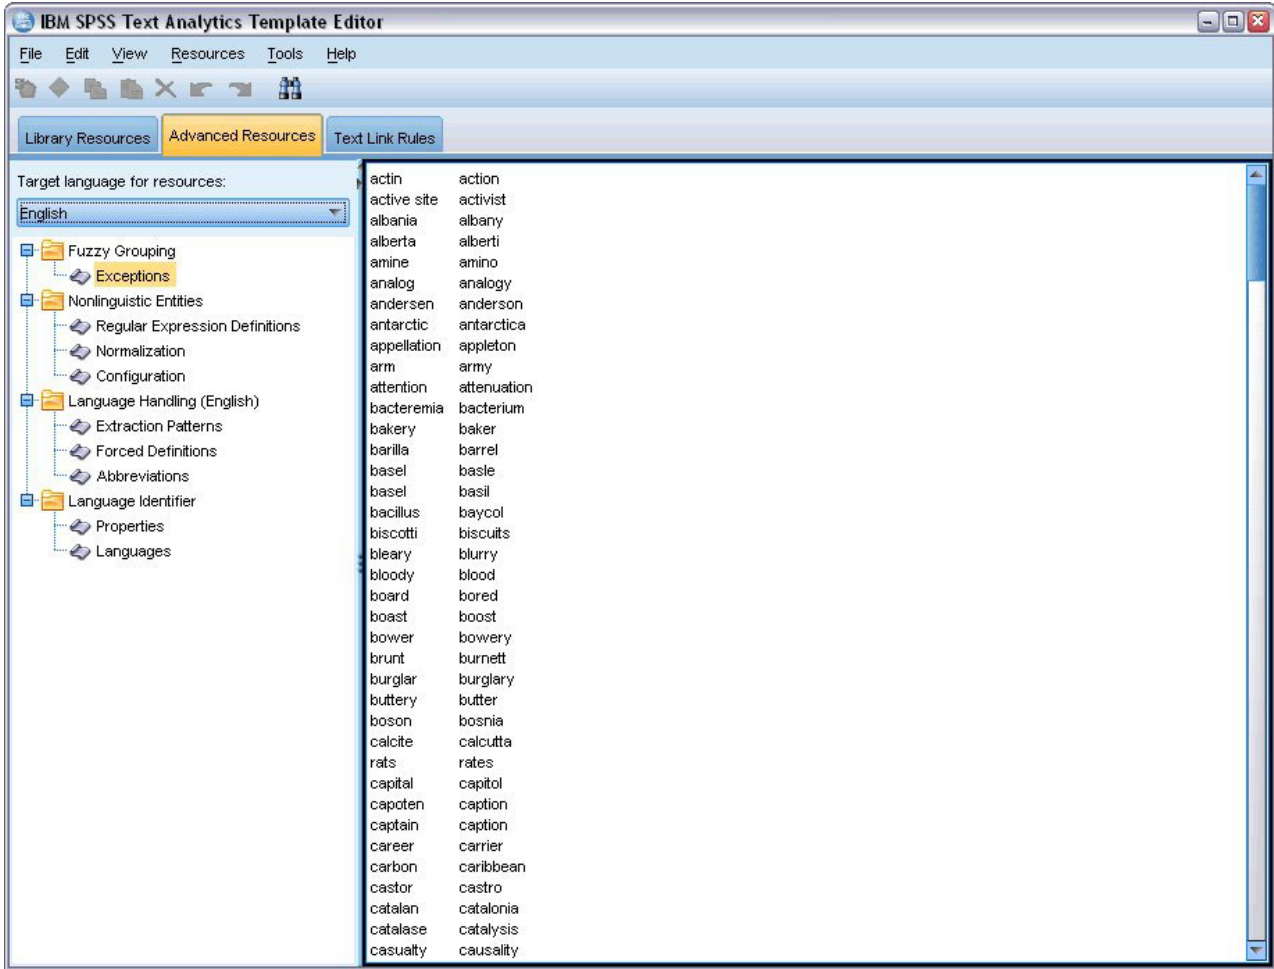 IBM SPSS Text Analytics Template Editor
File Edit View Resources Tools Help
Library Resources Advanced Resources Text Link Rules
Target language for resources:
English
Fuzzy Grouping
Exceptions
Nonlinguistic Entities
Regular Expression Definitions
Normalization
Configuration
Language Handling (English)
Extraction Patterns
Forced Definitions
Abbreviations
Language Identifier
Properties
Languages
actin action
active site activist
albania albany
alberta alberti
amine amino
analog analogy
andersen anderson
antarctic antarctica
appellation appleton
arm army
attention attenuation
bacteremia bacterium
bakery baker
barilla barrel
basel basle
basel basil
bacillus baycol
biscotti biscuits
bleary blurry
bloody blood
board bored
boast boost
bower bowery
brunt burnett
burglar burglary
buttery butter
boson bosnia
calcite calcutta
rats rates
capital capitol
capoten caption
captain caption
career carrier
carbon caribbean
castor castro
catalan catalonia
catalase catalysis
casualty causality